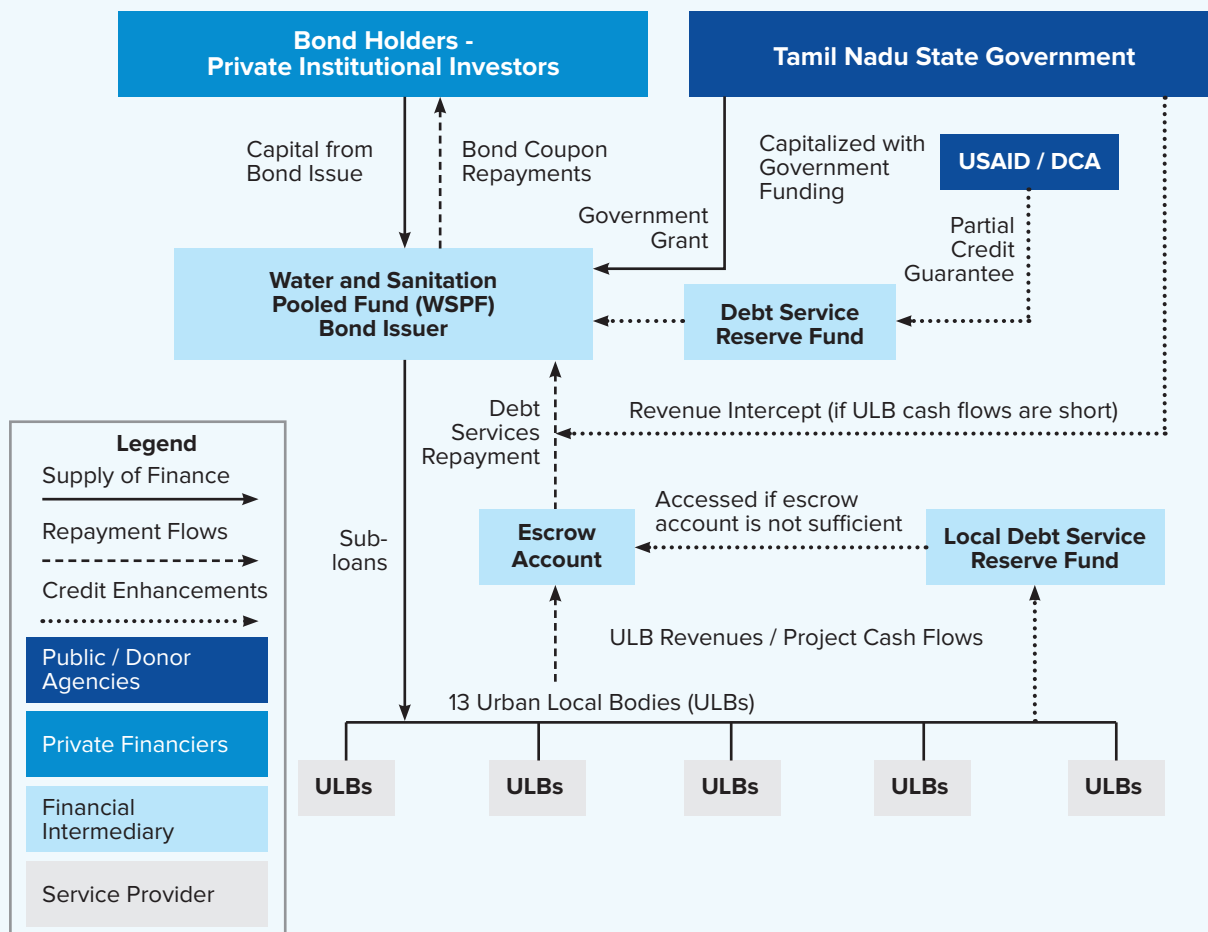 Bond Holders -
Private Institutional Investors
Tamil Nadu State Government
Capital from
Bond Issue
Bond Coupon
Repayments
Capitalized with
Government
Funding
USAID / DCA
Government
Grant
Partial
Credit
Guarantee
Water and Sanitation
Pooled Fund (WSPF)
Bond Issuer
Debt Service
Reserve Fund
Debt
Services
Repayment
Revenue Intercept (if ULB cash flows are short)
Sub-
loans
Escrow
Account
Accessed if escrow
account is not sufficient
Local Debt Service
Reserve Fund
ULB Revenues / Project Cash Flows
13 Urban Local Bodies (ULBs)
ULBs
ULBs
ULBs
ULBs
ULBs
Legend
Supply of Finance
Repayment Flows
Credit Enhancements
Public / Donor
Agencies
Private Financiers
Financial
Intermediary
Service Provider